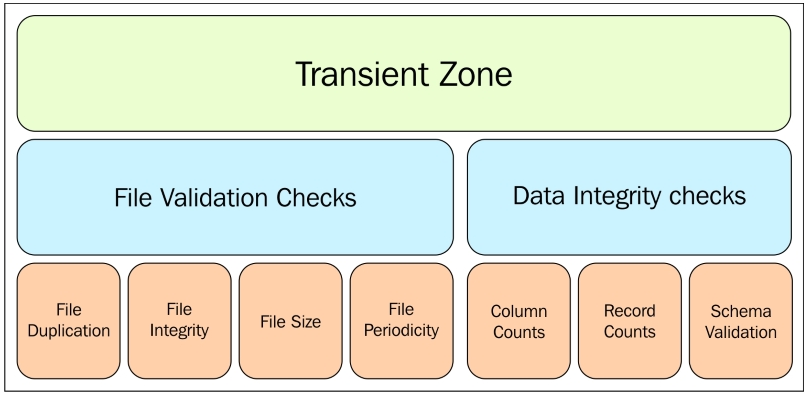 Transient Zone
File Validation Checks
Data Integrity checks
File
Duplication
File
Integrity
File Size
File
Periodicity
Column
Counts
Record
Counts
Schema
Validation